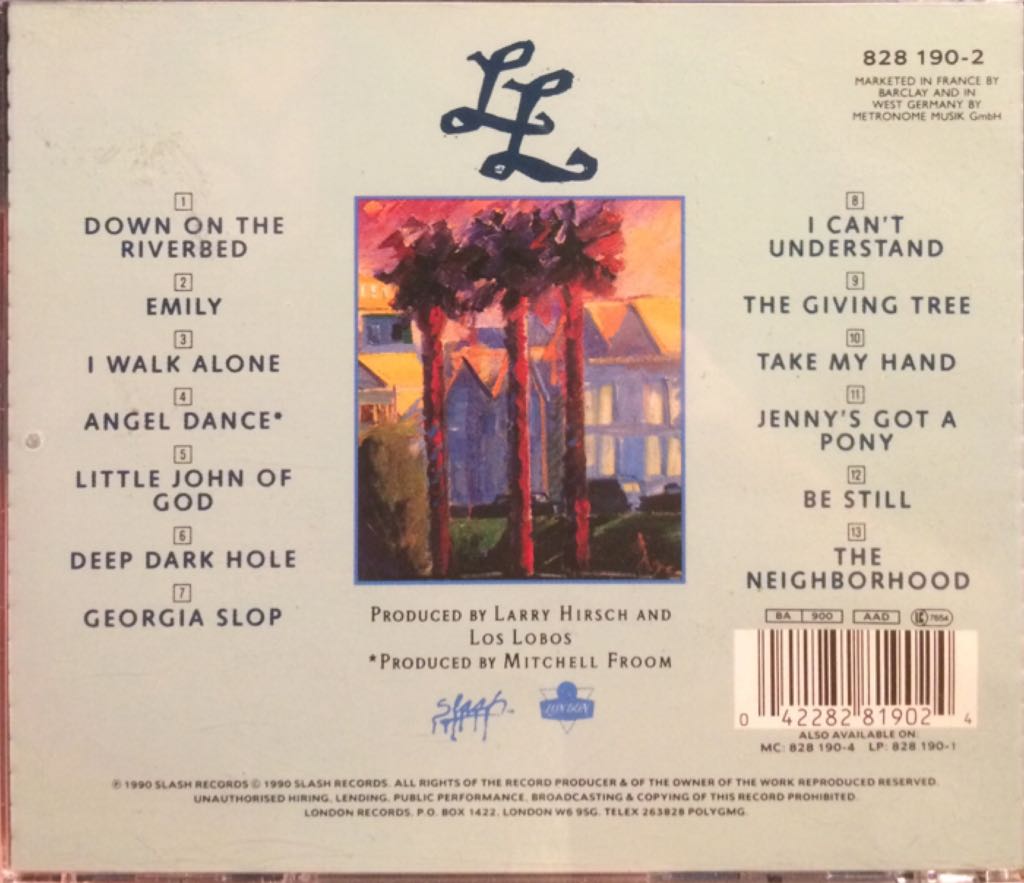 LL
828 190-2
MARKETED IN FRANCE BY
BARCLAY AND IN
WEST GERMANY BY
METRONOME MUSIK GmbH
1
DOWN ON THE
RIVERBED
2
EMILY
3
I WALK ALONE
4
ANGEL DANCE*
5
LITTLE JOHN OF
GOD
6
DEEP DARK HOLE
7
GEORGIA SLOP
8
I CAN'T
UNDERSTAND
9
THE GIVING TREE
10
TAKE MY HAND
11
JENNY'S GOT A
PONY
12
BE STILL
13
THE
NEIGHBORHOOD
PRODUCED BY LARRY HIRSCH AND
LOS LOBOS
*PRODUCED BY MITCHELL FROOM
Slash
LONDON
BA 900 AAD LC 7654
0 42282 81902 4
ALSO AVAILABLE ON:
MC: 828 190-4 LP: 828 190-1
℗ 1990 SLASH RECORDS © 1990 SLASH RECORDS. ALL RIGHTS OF THE RECORD PRODUCER & OF THE OWNER OF THE WORK REPRODUCED RESERVED.
UNAUTHORISED HIRING, LENDING, PUBLIC PERFORMANCE, BROADCASTING & COPYING OF THIS RECORD PROHIBITED.
LONDON RECORDS. P.O. BOX 1422. LONDON W6 9SG. TELEX 263828 POLYGMG